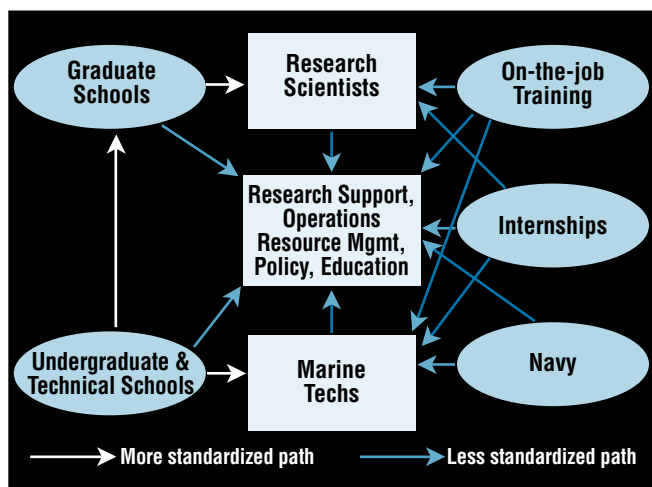 Graduate
Schools
Research
Scientists
On-the-job
Training
Research Support,
Operations
Resource Mgmt,
Policy, Education
Internships
Undergraduate &
Technical Schools
Marine
Techs
Navy
More standardized path
Less standardized path